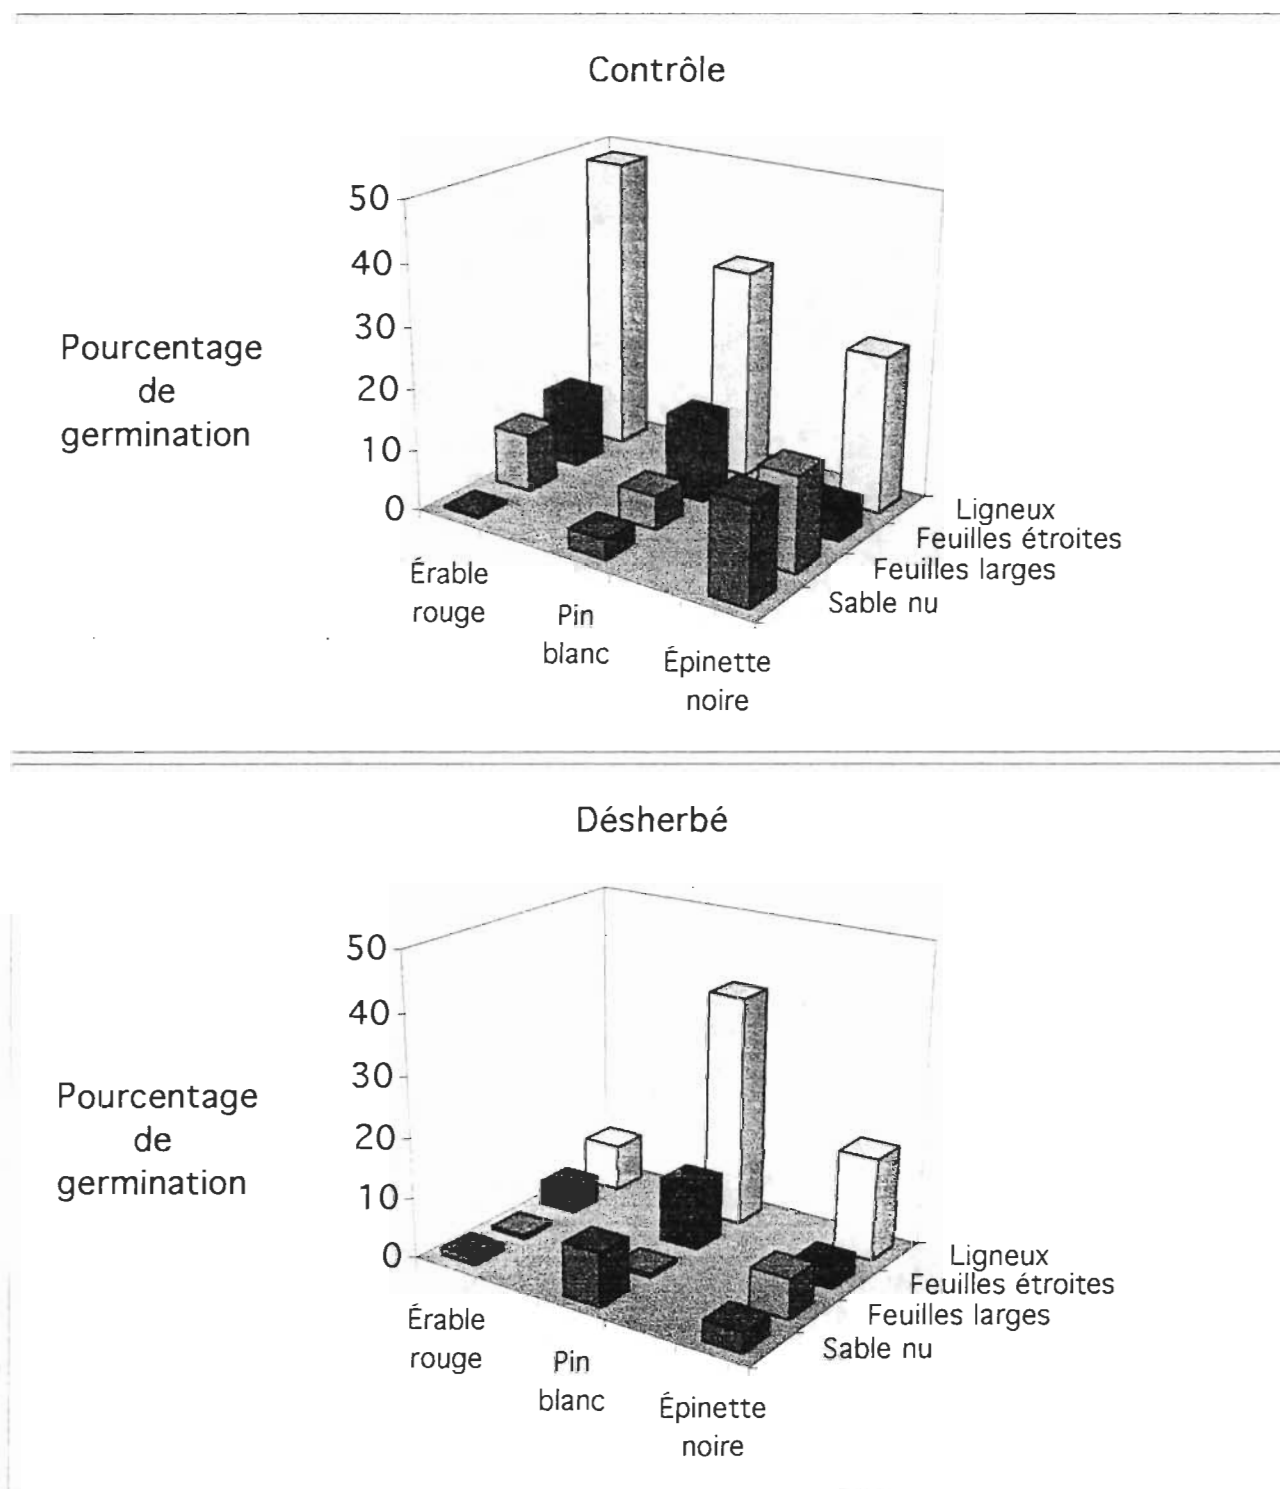 Contrôle
50
40
30
20
10
0
Pourcentage
de
germination
Érable
rouge
Pin
blanc
Épinette
noire
Ligneux
Feuilles étroites
Feuilles larges
Sable nu
Désherbé
50
40
30
20
10
0
Pourcentage
de
germination
Érable
rouge
Pin
blanc
Épinette
noire
Ligneux
Feuilles étroites
Feuilles larges
Sable nu